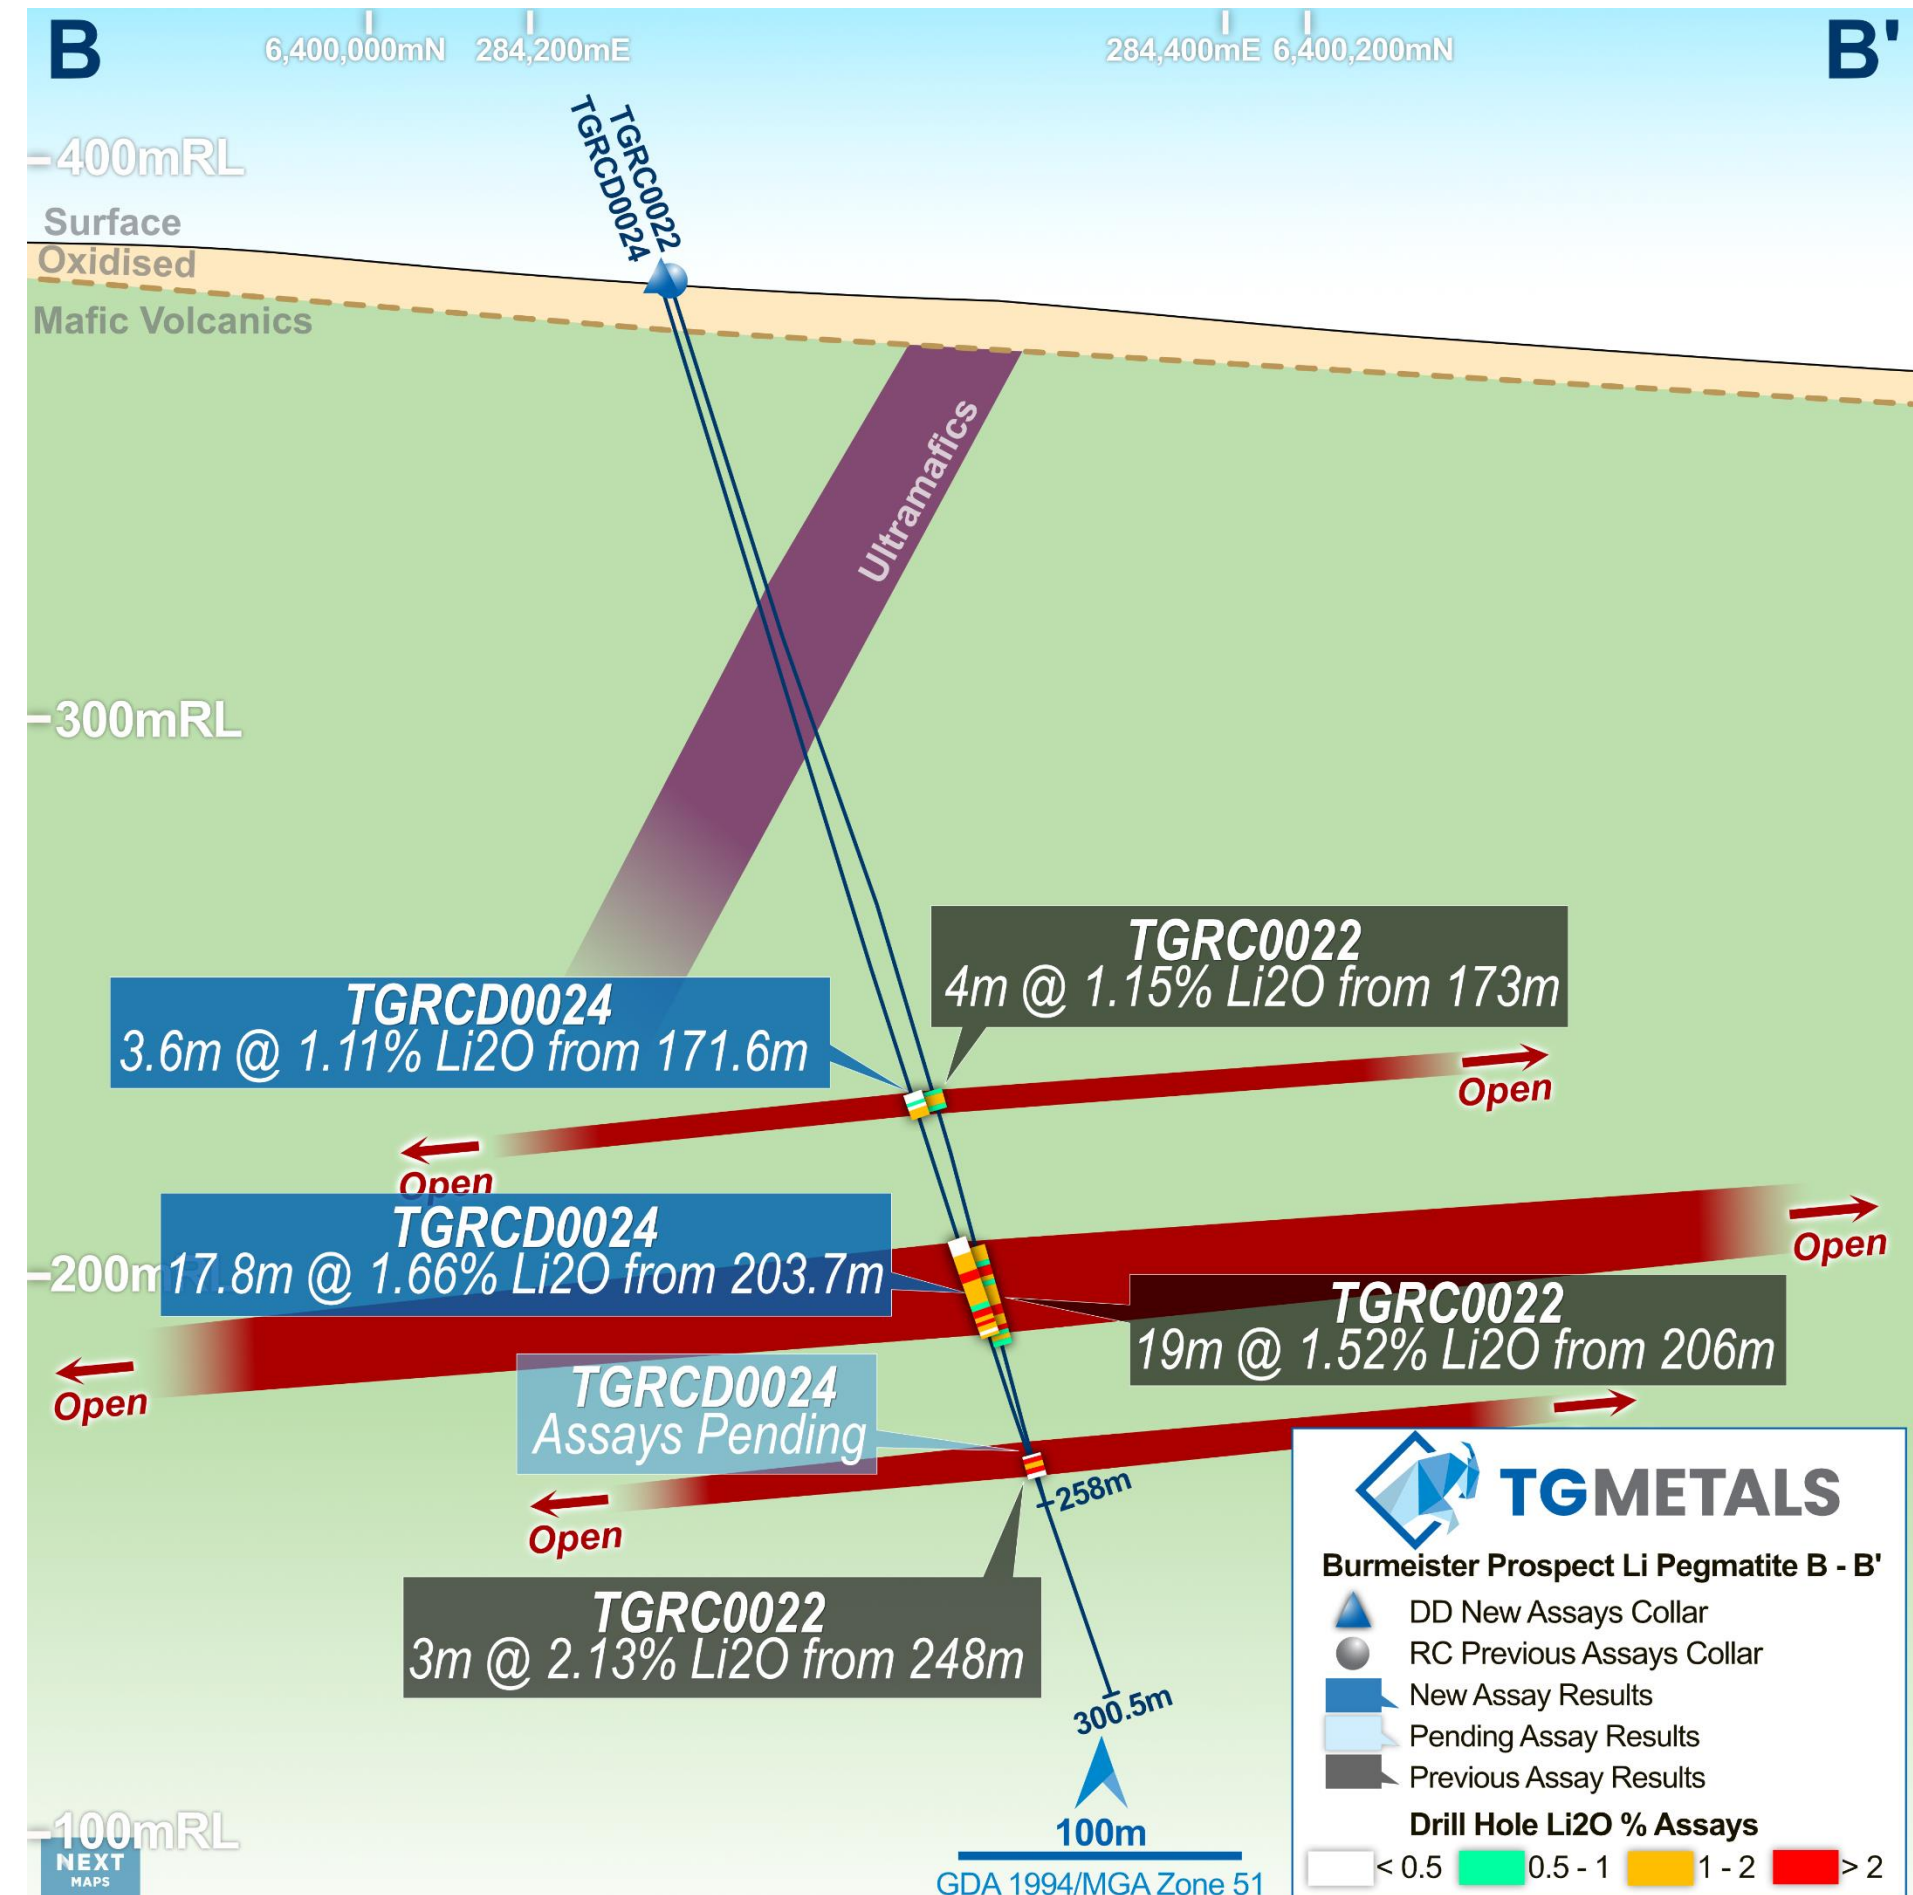 B
6,400,000mN
284,200mE
284,400mE
6,400,200mN
B'
TGRC0022
TGRCD0024
400mRL
Surface
Oxidised
Mafic Volcanics
Ultramafics
300mRL
TGRC0022
4m @ 1.15% Li2O from 173m
TGRCD0024
3.6m @ 1.11% Li2O from 171.6m
Open
Open
TGRCD0024
17.8m @ 1.66% Li2O from 203.7m
200mRL
Open
TGRC0022
19m @ 1.52% Li2O from 206m
Open
TGRCD0024
Assays Pending
258m
Open
TGRC0022
3m @ 2.13% Li2O from 248m
300.5m
100m
GDA 1994/MGA Zone 51
100mRL
NEXT
MAPS
TGMETALS
Burmeister Prospect Li Pegmatite B - B'
DD New Assays Collar
RC Previous Assays Collar
New Assay Results
Pending Assay Results
Previous Assay Results
Drill Hole Li2O % Assays
< 0.5
0.5 - 1
1 - 2
> 2